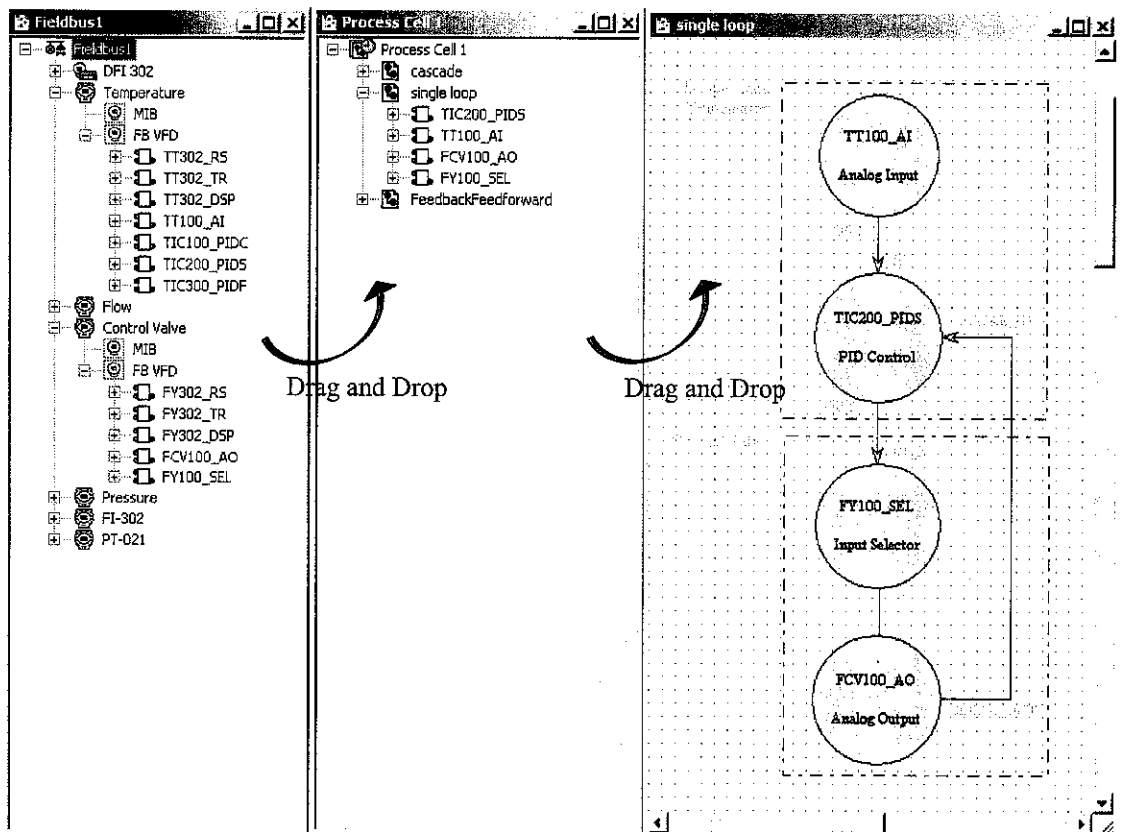 Fieldbus1
Fieldbus1
DFI 302
Temperature
MIB
FB VFD
TT302_RS
TT302_TR
TT302_DSP
TT100_AI
TIC100_PIDC
TIC200_PIDS
TIC300_PIDF
Flow
Control Valve
MIB
FB VFD
FY302_RS
FY302_TR
FY302_DSP
FCV100_AO
FY100_SEL
Pressure
FI-302
PT-021
Process Cell 1
Process Cell 1
cascade
single loop
TIC200_PIDS
TT100_AI
FCV100_AO
FY100_SEL
FeedbackFeedforward
Drag and Drop
Drag and Drop
single loop
TT100_AI
Analog Input
TIC200_PIDS
PID Control
FY100_SEL
Input Selector
FCV100_AO
Analog Output